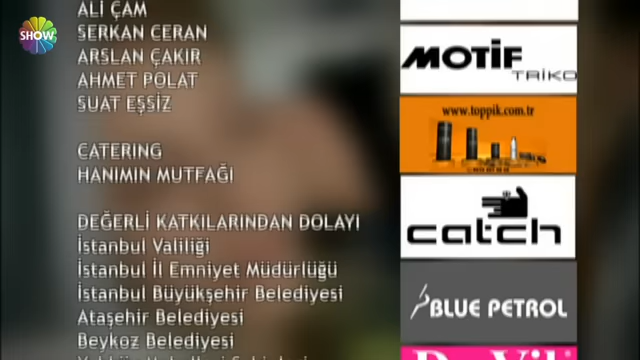 SHOW
ALİ ÇAM
SERKAN CERAN
ARSLAN ÇAKIR
AHMET POLAT
SUAT EŞSİZ
CATERING
HANIMIN MUTFAĞI
DEĞERLİ KATKILARINDAN DOLAYI
İstanbul Valiliği
İstanbul İl Emniyet Müdürlüğü
İstanbul Büyükşehir Belediyesi
Ataşehir Belediyesi
Beykoz Belediyesi
MOTİF
TRİKO
www.toppik.com.tr
catch
BLUE PETROL